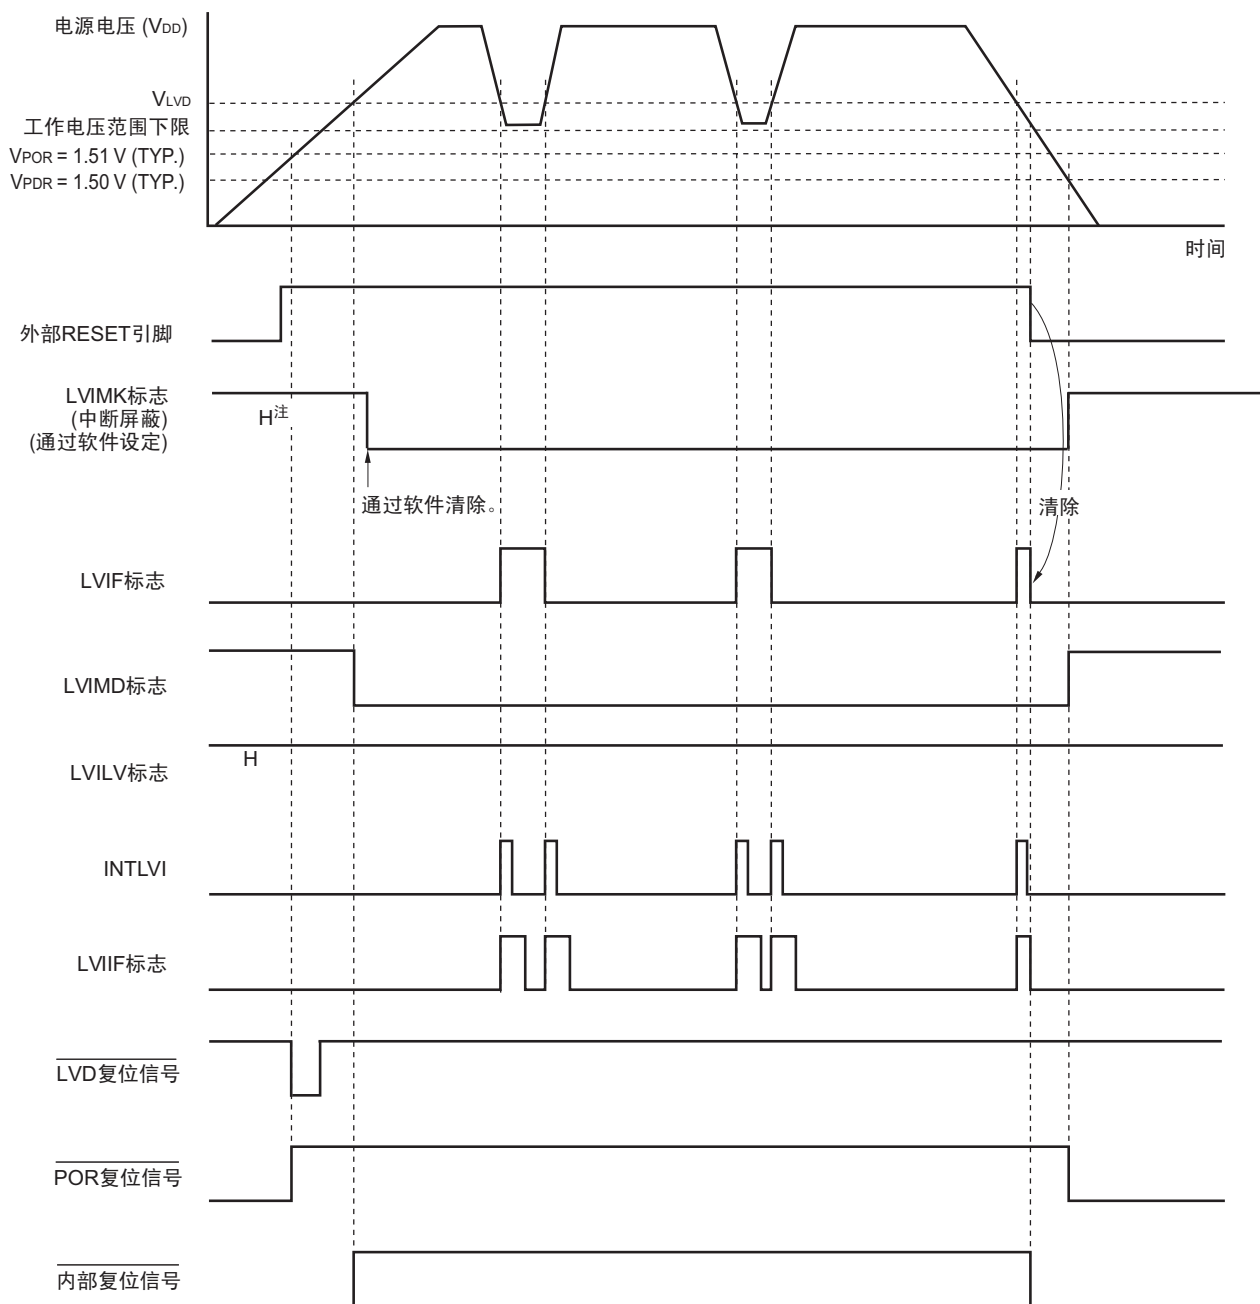 电源电压 (VDD)
VLVD
工作电压范围下限
VPOR = 1.51 V (TYP.)
VPDR = 1.50 V (TYP.)
时间
外部RESET引脚
LVIMK标志
(中断屏蔽)
(通过软件设定)
H注
通过软件清除。
清除
LVIF标志
LVIMD标志
H
LVILV标志
INTLVI
LVIIF标志
LVD复位信号
POR复位信号
内部复位信号